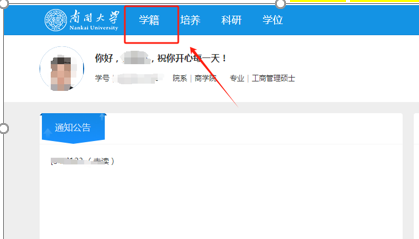 南開大學 学籍 培养 科研 学位
Nankai University
你好， ，祝你开心每一天！
学号： 院系｜商学院 专业｜工商管理硕士
通知公告